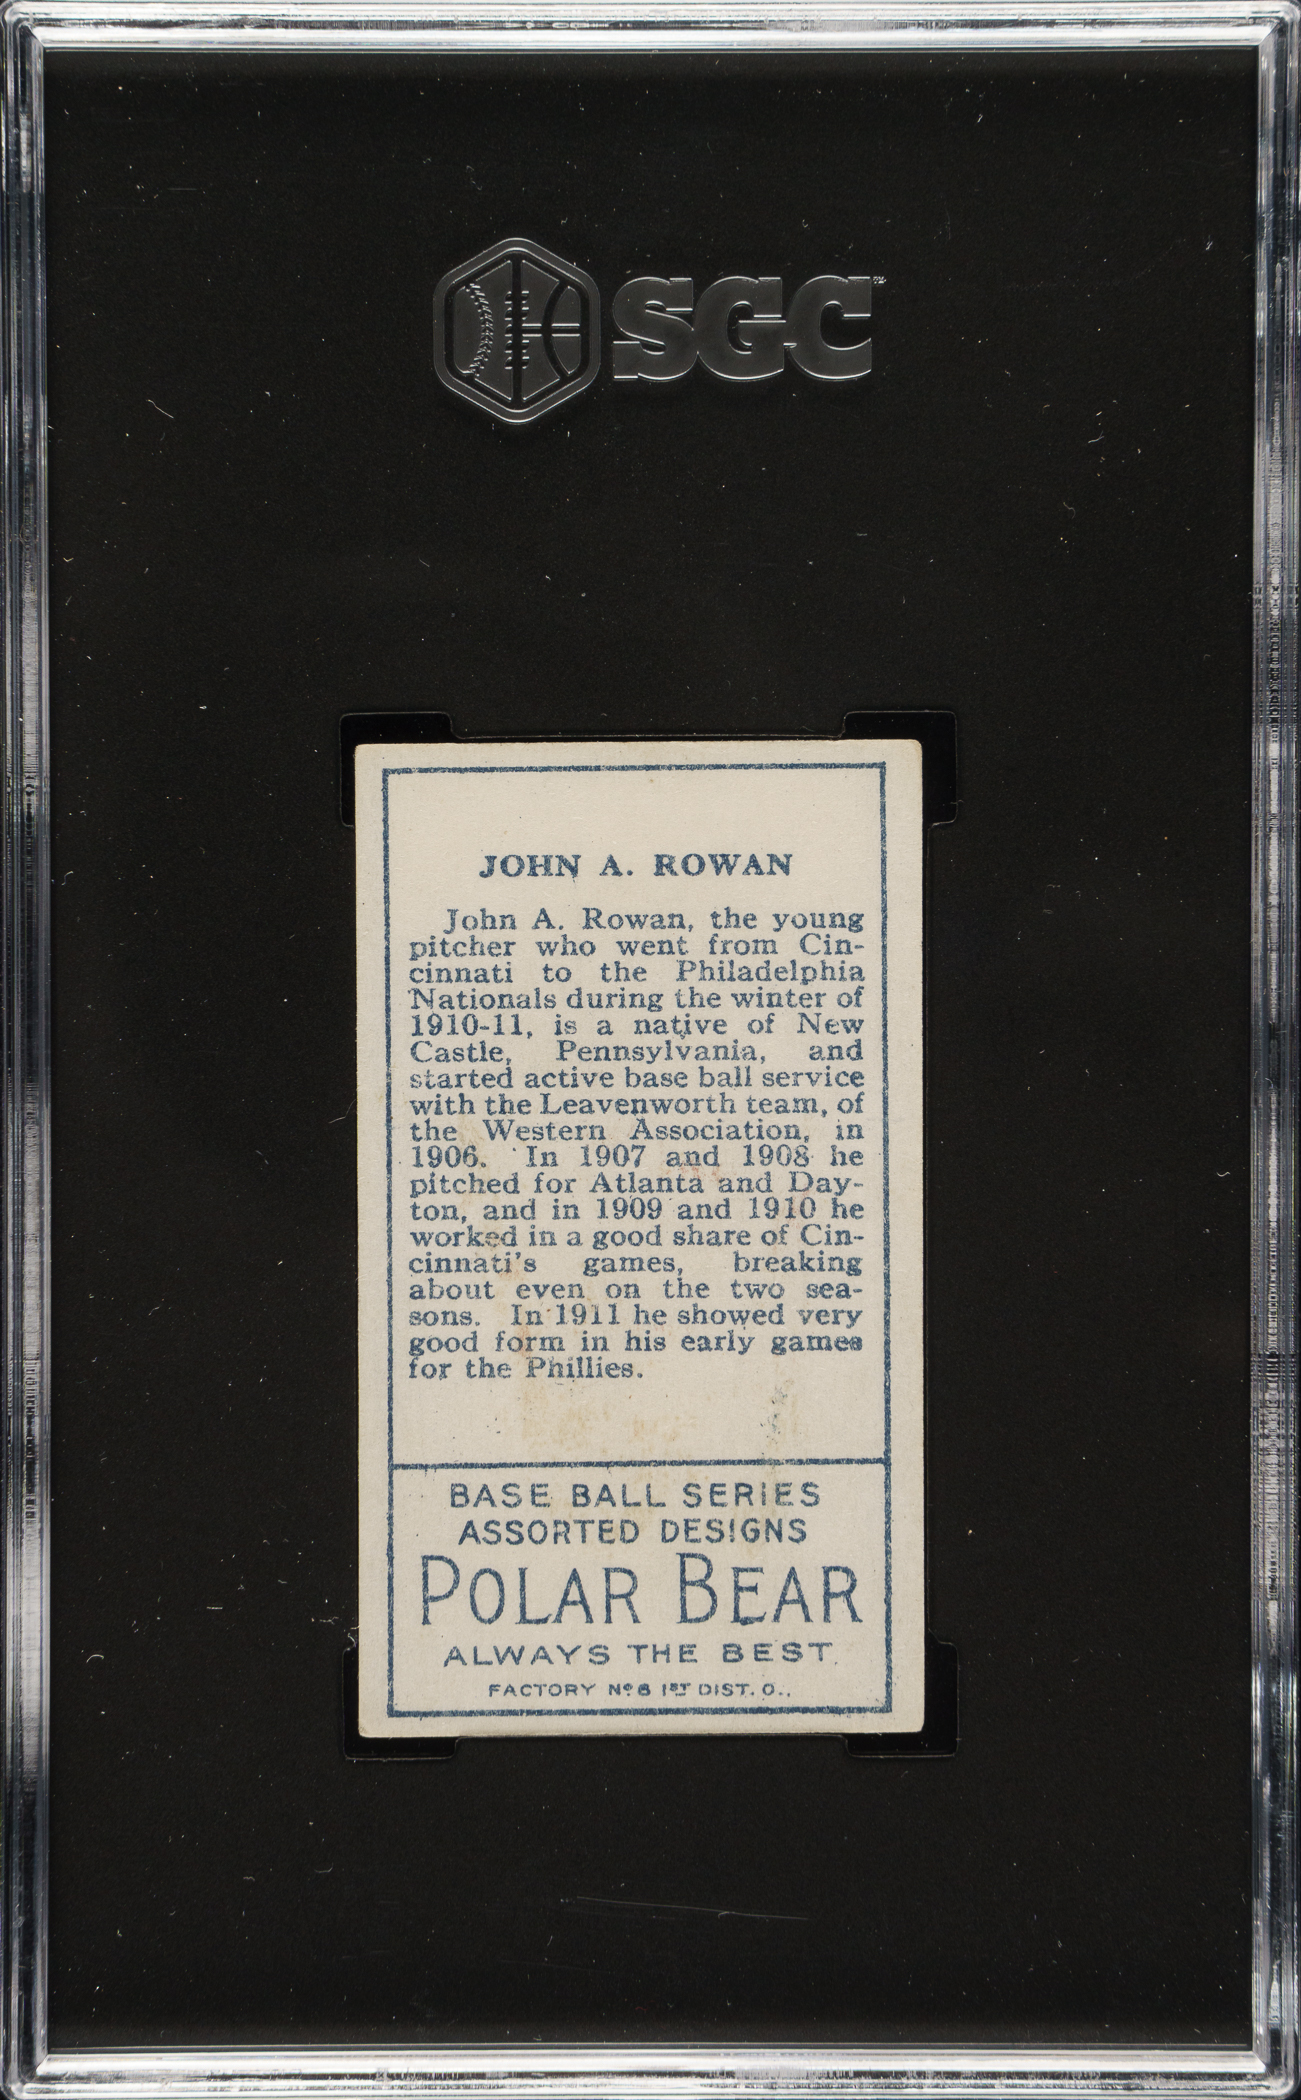 SGC
JOHN A. ROWAN
John A. Rowan, the young
pitcher who went from Cin-
cinnati to the Philadelphia
Nationals during the winter of
1910-11, is a native of New
Castle, Pennsylvania, and
started active base ball service
with the Leavenworth team, of
the Western Association, in
1906. In 1907 and 1908 he
pitched for Atlanta and Day-
ton, and in 1909 and 1910 he
worked in a good share of Cin-
cinnati's games, breaking
about even on the two sea-
sons. In 1911 he showed very
good form in his early games
for the Phillies.
BASE BALL SERIES
ASSORTED DESIGNS
POLAR BEAR
ALWAYS THE BEST
FACTORY Nº 6 1ST DIST. O.